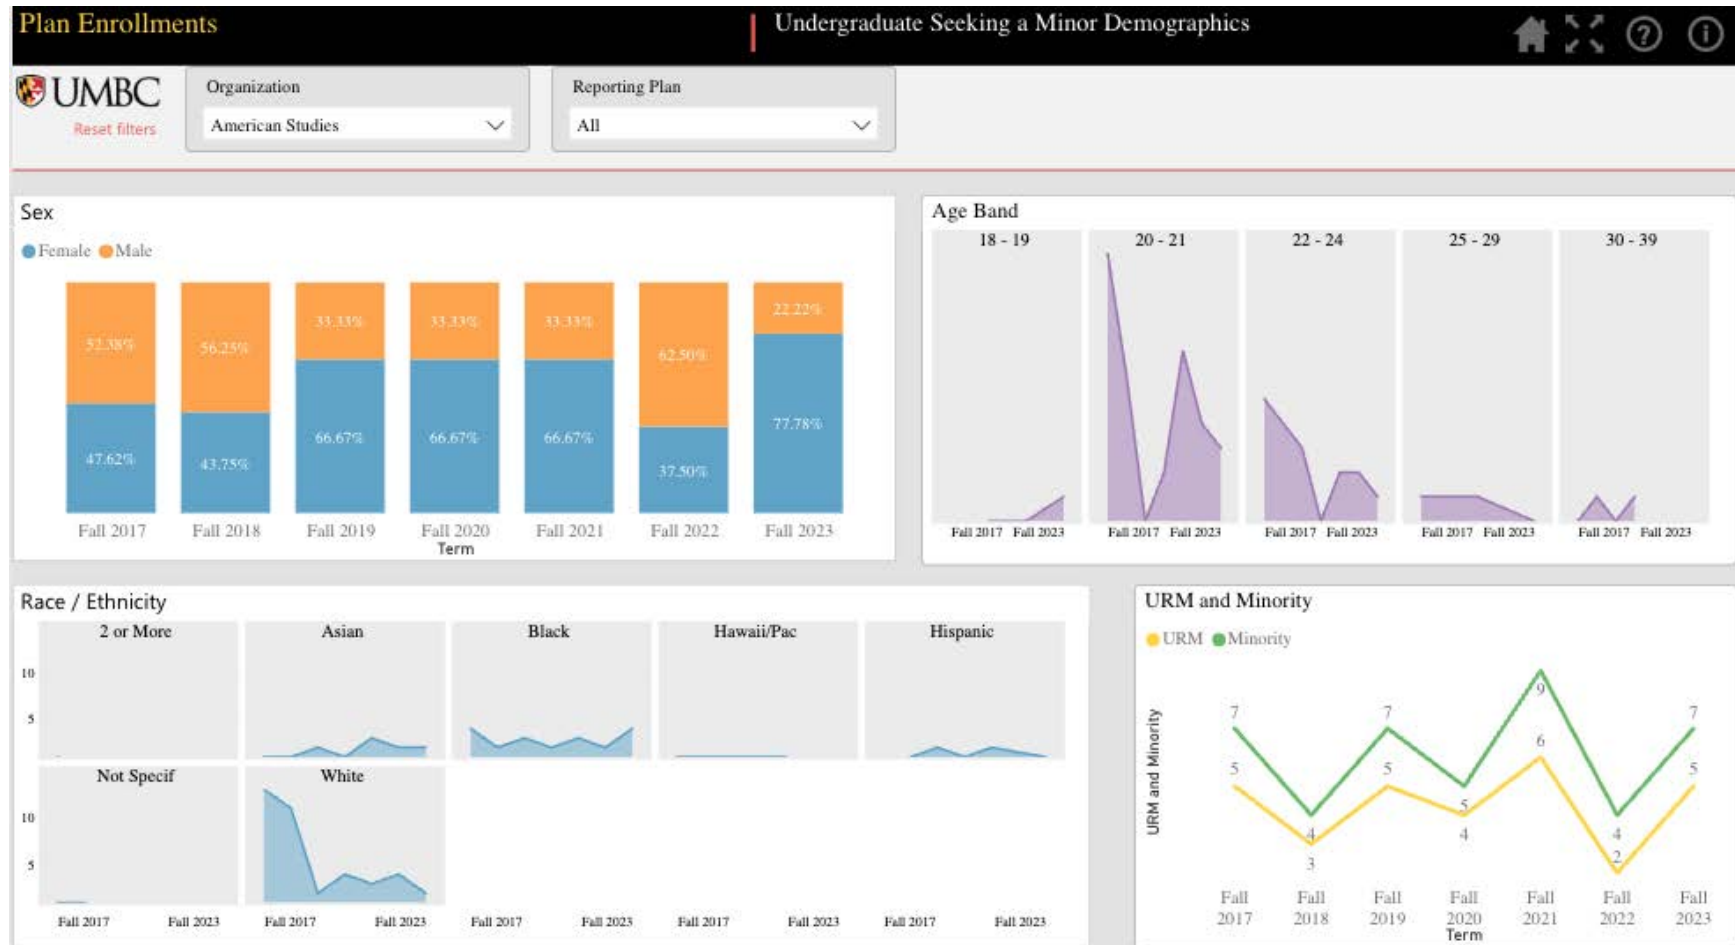 Plan Enrollments
Undergraduate Seeking a Minor Demographics
UMBC
Reset filters
Organization
American Studies
Reporting Plan
All
Sex
Female Male
52.38% 56.25% 33.33% 33.33% 33.33% 62.50% 22.22%
47.62% 43.75% 66.67% 66.67% 66.67% 37.50% 77.78%
Fall 2017 Fall 2018 Fall 2019 Fall 2020 Fall 2021 Fall 2022 Fall 2023
Term
Age Band
18 - 19 20 - 21 22 - 24 25 - 29 30 - 39
Fall 2017 Fall 2023 Fall 2017 Fall 2023 Fall 2017 Fall 2023 Fall 2017 Fall 2023 Fall 2017 Fall 2023
Race / Ethnicity
2 or More Asian Black Hawaii/Pac Hispanic
10
5
Not Specif White
10
5
Fall 2017 Fall 2023 Fall 2017 Fall 2023 Fall 2017 Fall 2023 Fall 2017 Fall 2023 Fall 2017 Fall 2023
URM and Minority
URM Minority
URM and Minority
7 4 7 5 9 4 7
5 3 5 4 6 2 5
Fall 2017 Fall 2018 Fall 2019 Fall 2020 Fall 2021 Fall 2022 Fall 2023
Term